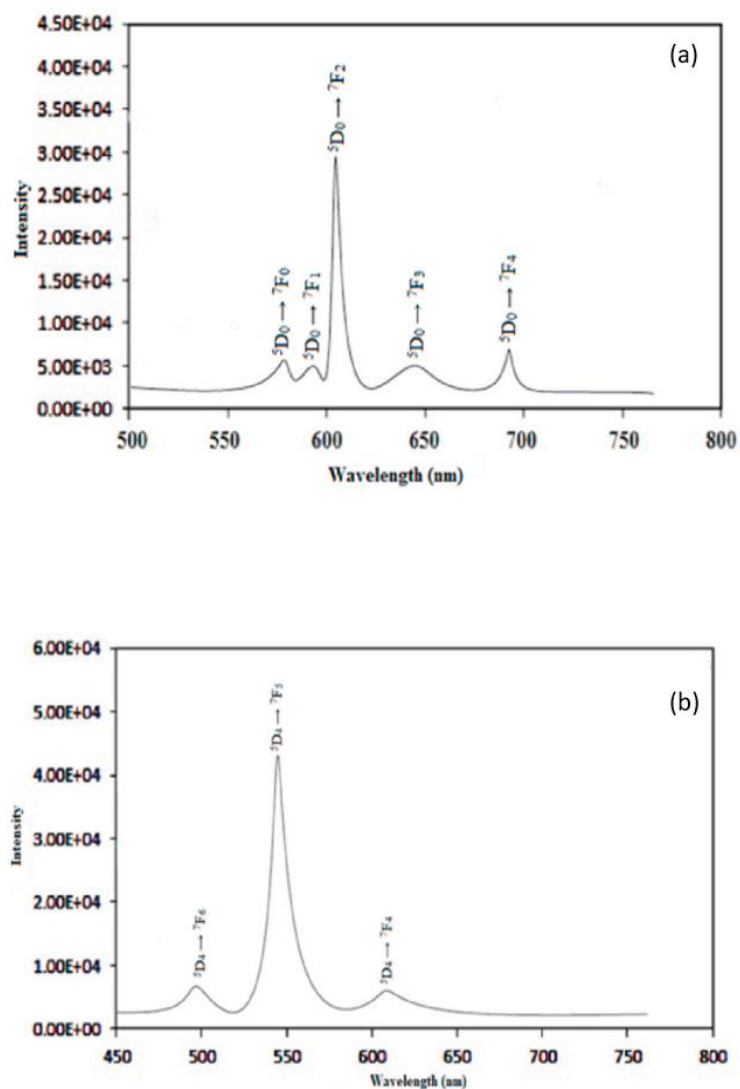 (a)
4.50E+04
4.00E+04
3.50E+04
3.00E+04
2.50E+04
2.00E+04
1.50E+04
1.00E+04
5.00E+03
0.00E+00
Intensity
⁵D₀ → ⁷F₀
⁵D₀ → ⁷F₁
⁵D₀ → ⁷F₂
⁵D₀ → ⁷F₃
⁵D₀ → ⁷F₄
500 550 600 650 700 750 800
Wavelength (nm)
(b)
6.00E+04
5.00E+04
4.00E+04
3.00E+04
2.00E+04
1.00E+04
0.00E+00
Intensity
⁵D₄ → ⁷F₆
⁵D₄ → ⁷F₅
⁵D₄ → ⁷F₄
450 500 550 600 650 700 750 800
Wavelength (nm)